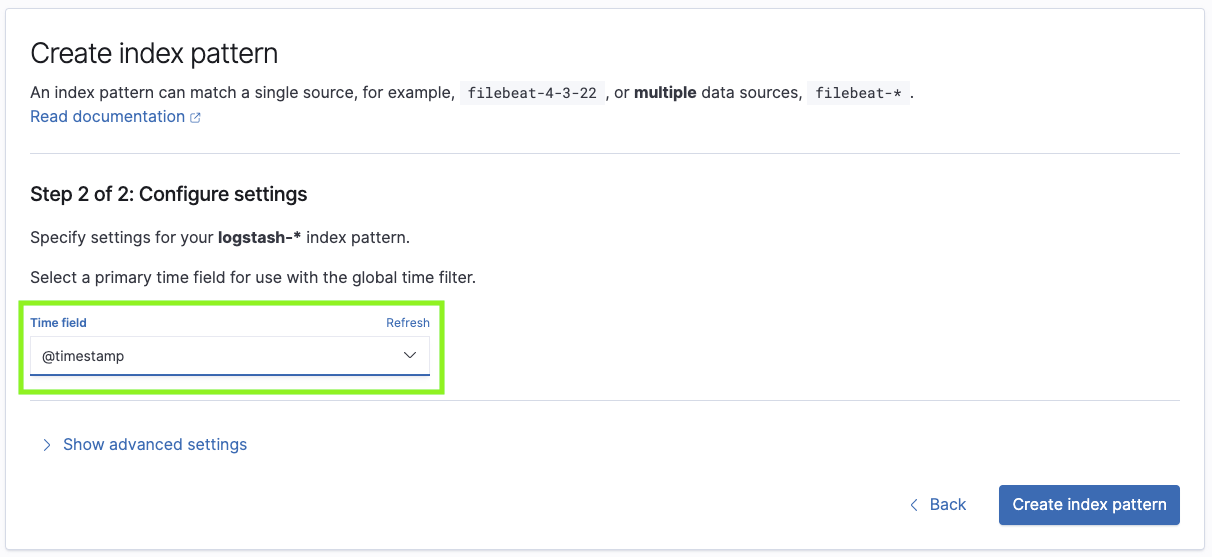 Create index pattern
An index pattern can match a single source, for example, filebeat-4-3-22 , or multiple data sources, filebeat-* .
Read documentation
Step 2 of 2: Configure settings
Specify settings for your logstash-* index pattern.
Select a primary time field for use with the global time filter.
Time field Refresh
@timestamp
Show advanced settings
Back Create index pattern